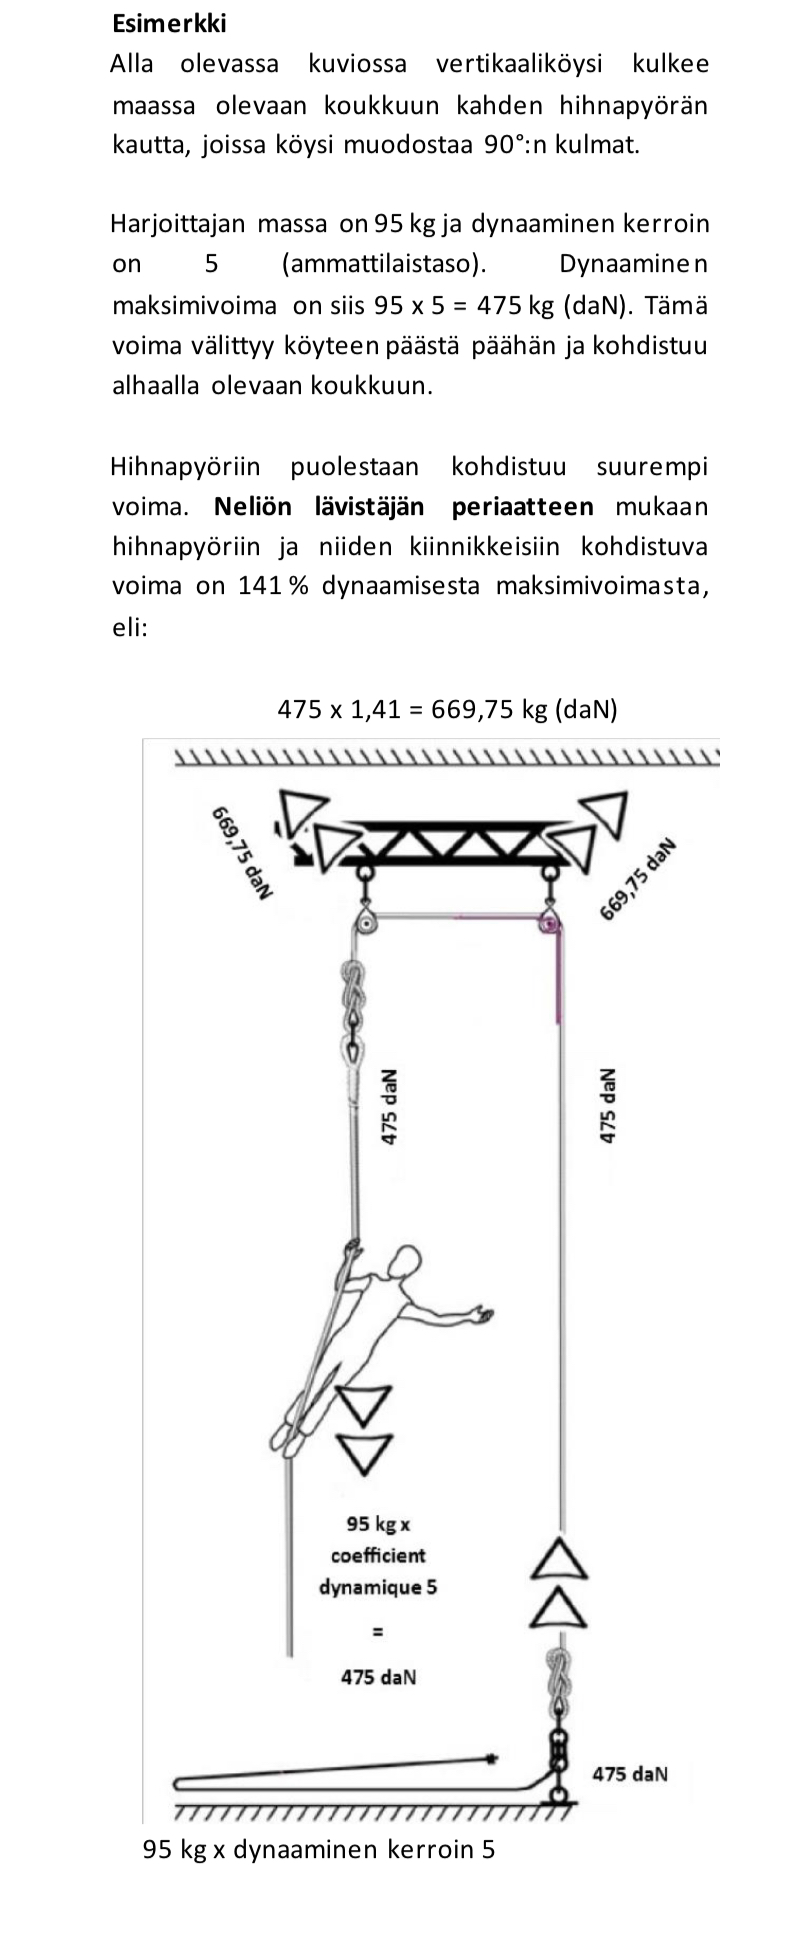 Esimerkki
Alla olevassa kuviossa vertikaaliköysi kulkee
maassa olevaan koukkuun kahden hihnapyörän
kautta, joissa köysi muodostaa 90°:n kulmat.
Harjoittajan massa on 95 kg ja dynaaminen kerroin
on 5 (ammattilaistaso). Dynaaminen
maksimivoima on siis 95 x 5 = 475 kg (daN). Tämä
voima välittyy köyteen päästä päähän ja kohdistuu
alhaalla olevaan koukkuun.
Hihnapyöriin puolestaan kohdistuu suurempi
voima. Neliön lävistäjän periaatteen mukaan
hihnapyöriin ja niiden kiinnikkeisiin kohdistuva
voima on 141 % dynaamisesta maksimivoimasta,
eli:
475 x 1,41 = 669,75 kg (daN)
669,75 daN
669,75 daN
475 daN
475 daN
95 kg x
coefficient
dynamique 5
=
475 daN
475 daN
95 kg x dynaaminen kerroin 5